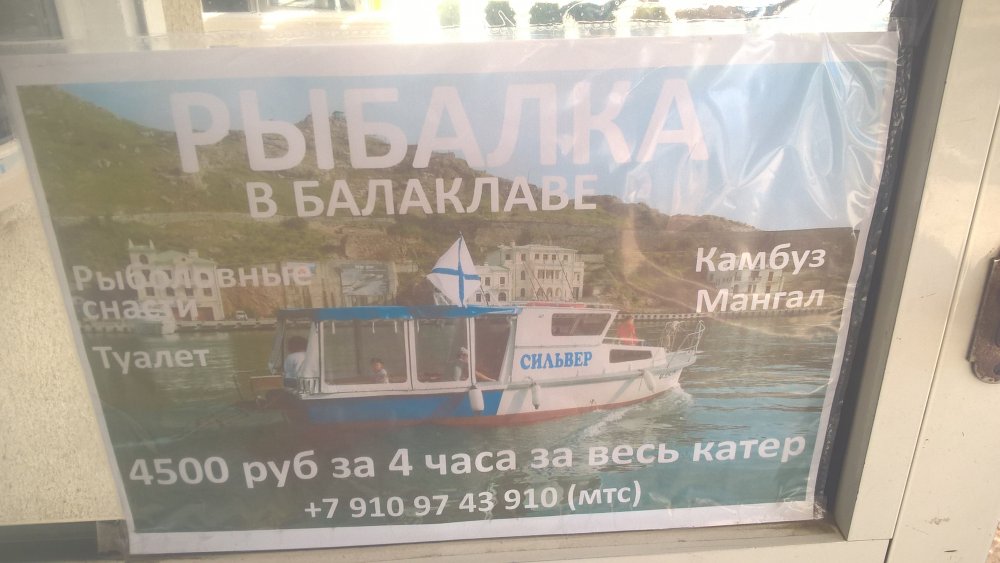 РЫБАЛКА
В БАЛАКЛАВЕ
Рыболовные
снасти
Туалет
Камбуз
Мангал
СИЛЬВЕР
4500 руб за 4 часа за весь катер
+7 910 97 43 910 (мтс)